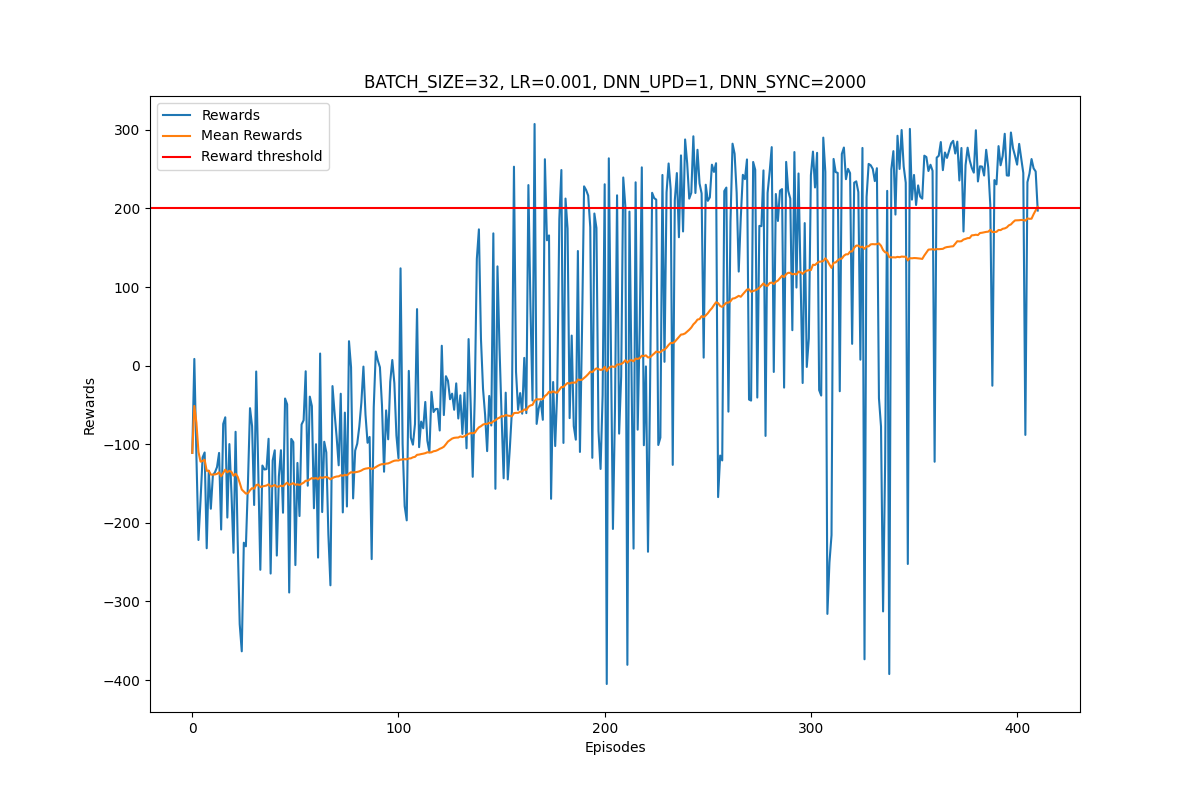 BATCH_SIZE=32, LR=0.001, DNN_UPD=1, DNN_SYNC=2000
Rewards
Mean Rewards
Reward threshold
300
200
100
0
−100
−200
−300
−400
Rewards
0 100 200 300 400
Episodes